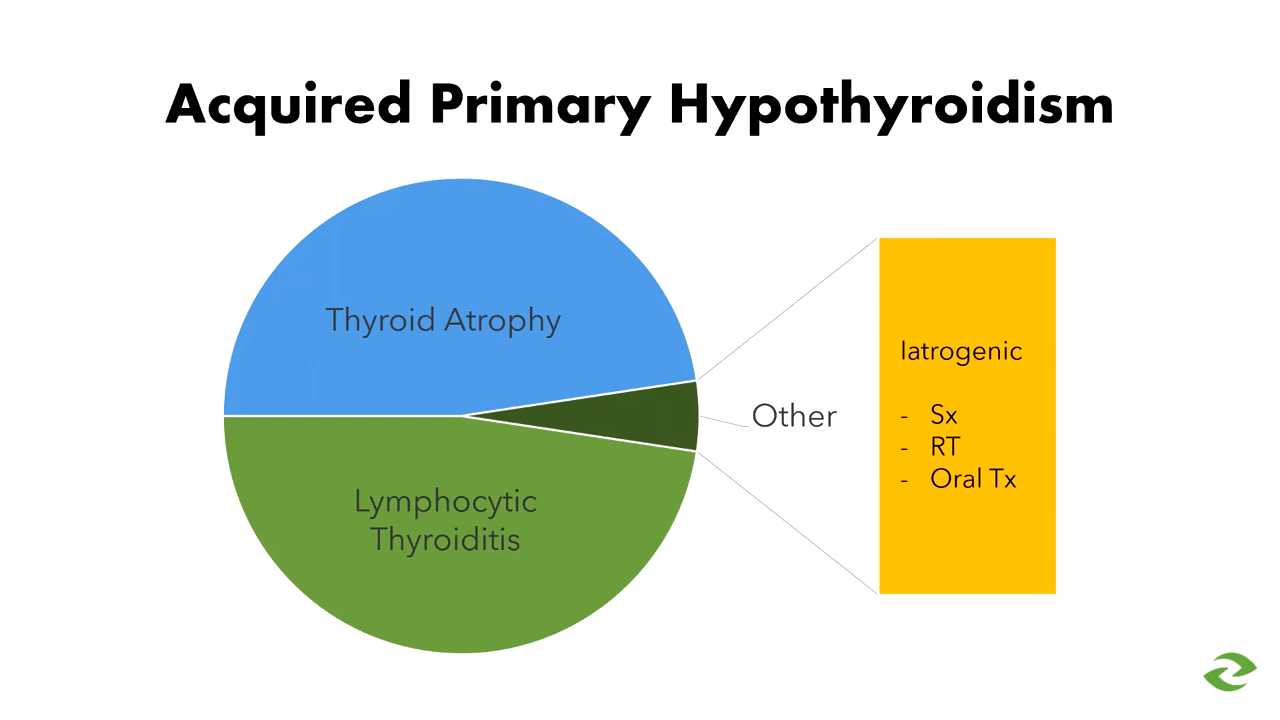 Acquired Primary Hypothyroidism
Thyroid Atrophy
Other
Lymphocytic
Thyroiditis
Iatrogenic
- Sx
- RT
- Oral Tx